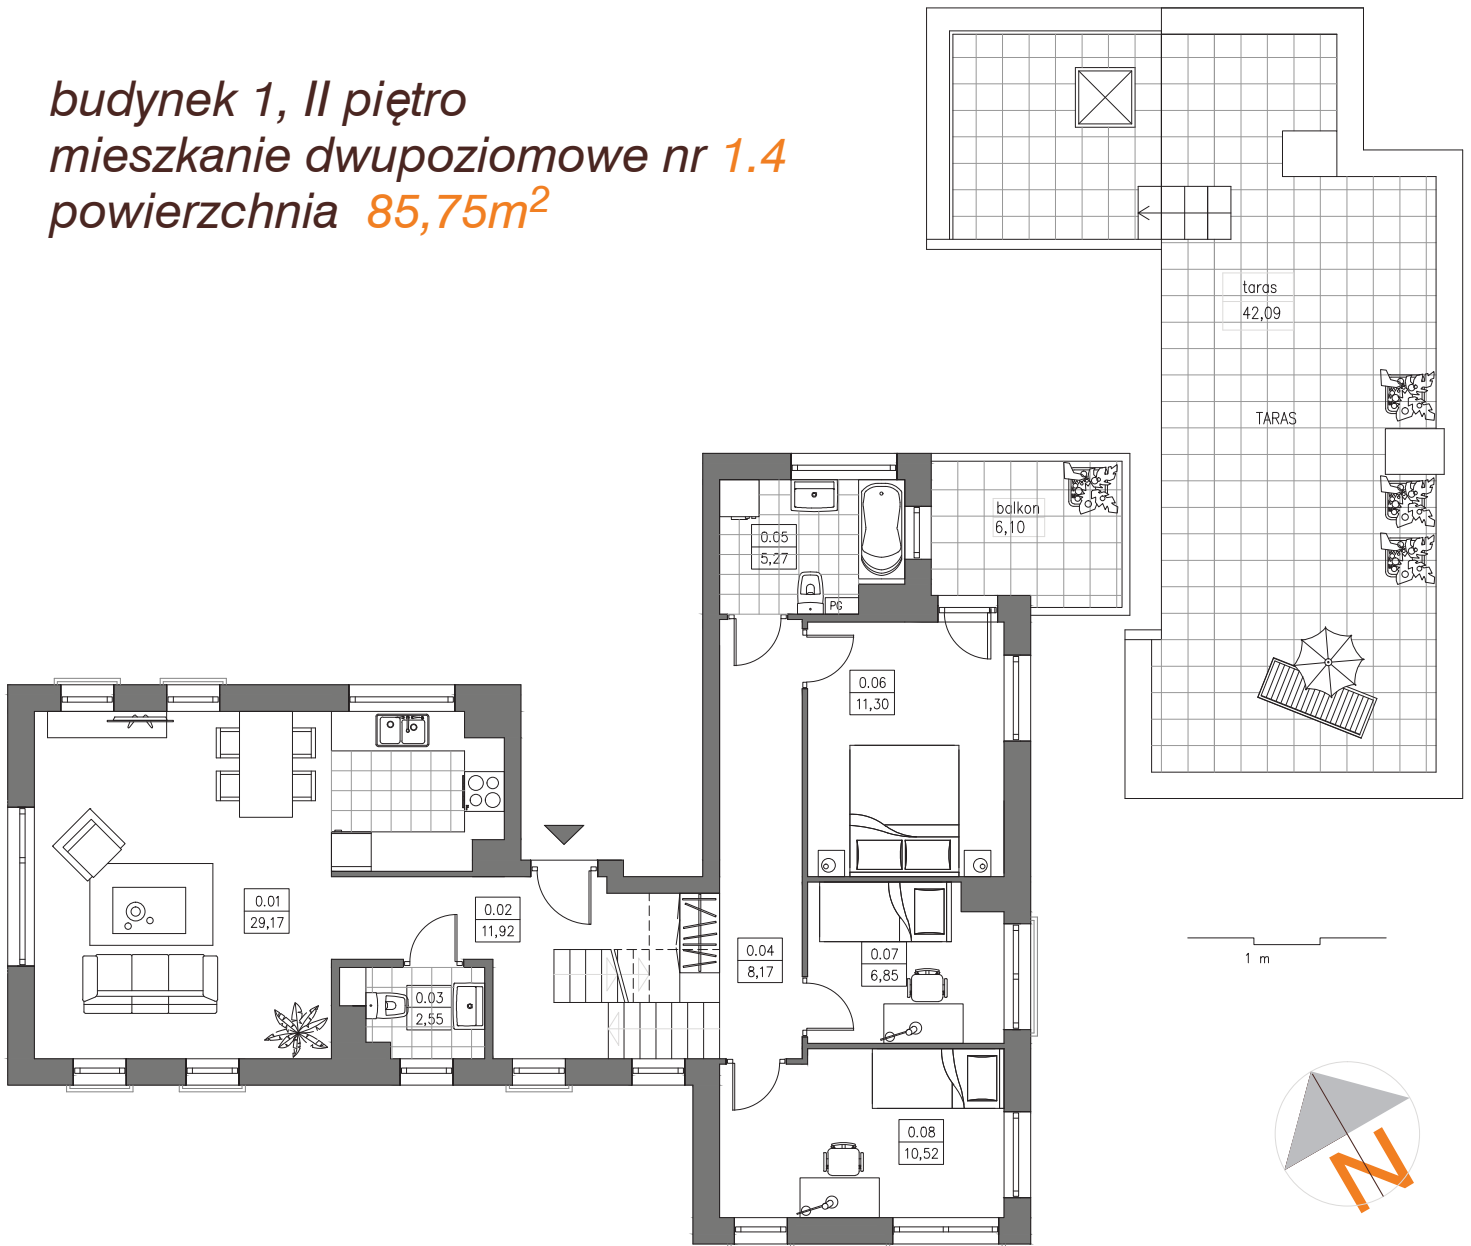 budynek 1, II piętro
mieszkanie dwupoziomowe nr 1.4
powierzchnia 85,75m²
taras
42,09
TARAS
balkon
6,10
0.05
5,27
PG
0.06
11,30
0.01
29,17
0.02
11,92
0.04
8,17
0.07
6,85
0.03
2,55
1 m
0.08
10,52
N